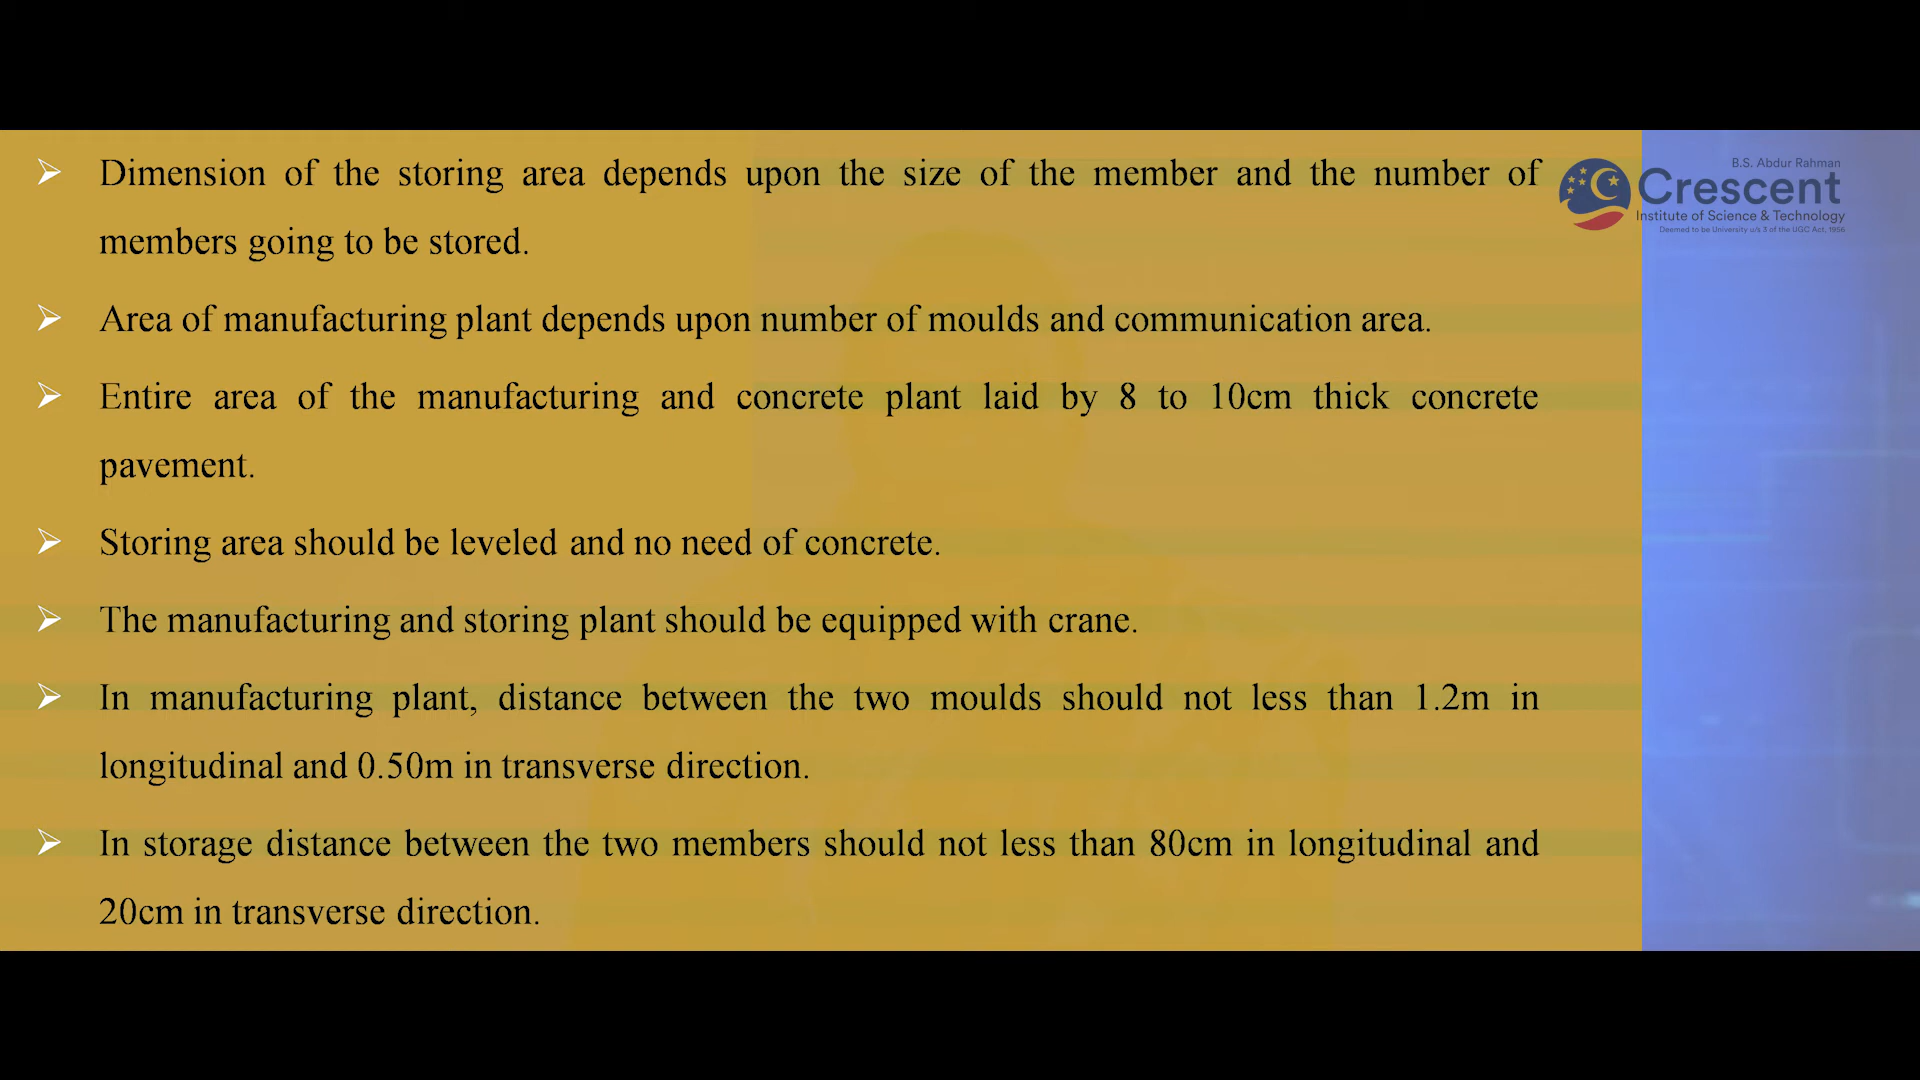 B.S. Abdur Rahman
Crescent
Institute of Science & Technology
Deemed to be University u/s 3 of the UGC Act, 1956
Dimension of the storing area depends upon the size of the member and the number of
members going to be stored.
Area of manufacturing plant depends upon number of moulds and communication area.
Entire area of the manufacturing and concrete plant laid by 8 to 10cm thick concrete
pavement.
Storing area should be leveled and no need of concrete.
The manufacturing and storing plant should be equipped with crane.
In manufacturing plant, distance between the two moulds should not less than 1.2m in
longitudinal and 0.50m in transverse direction.
In storage distance between the two members should not less than 80cm in longitudinal and
20cm in transverse direction.